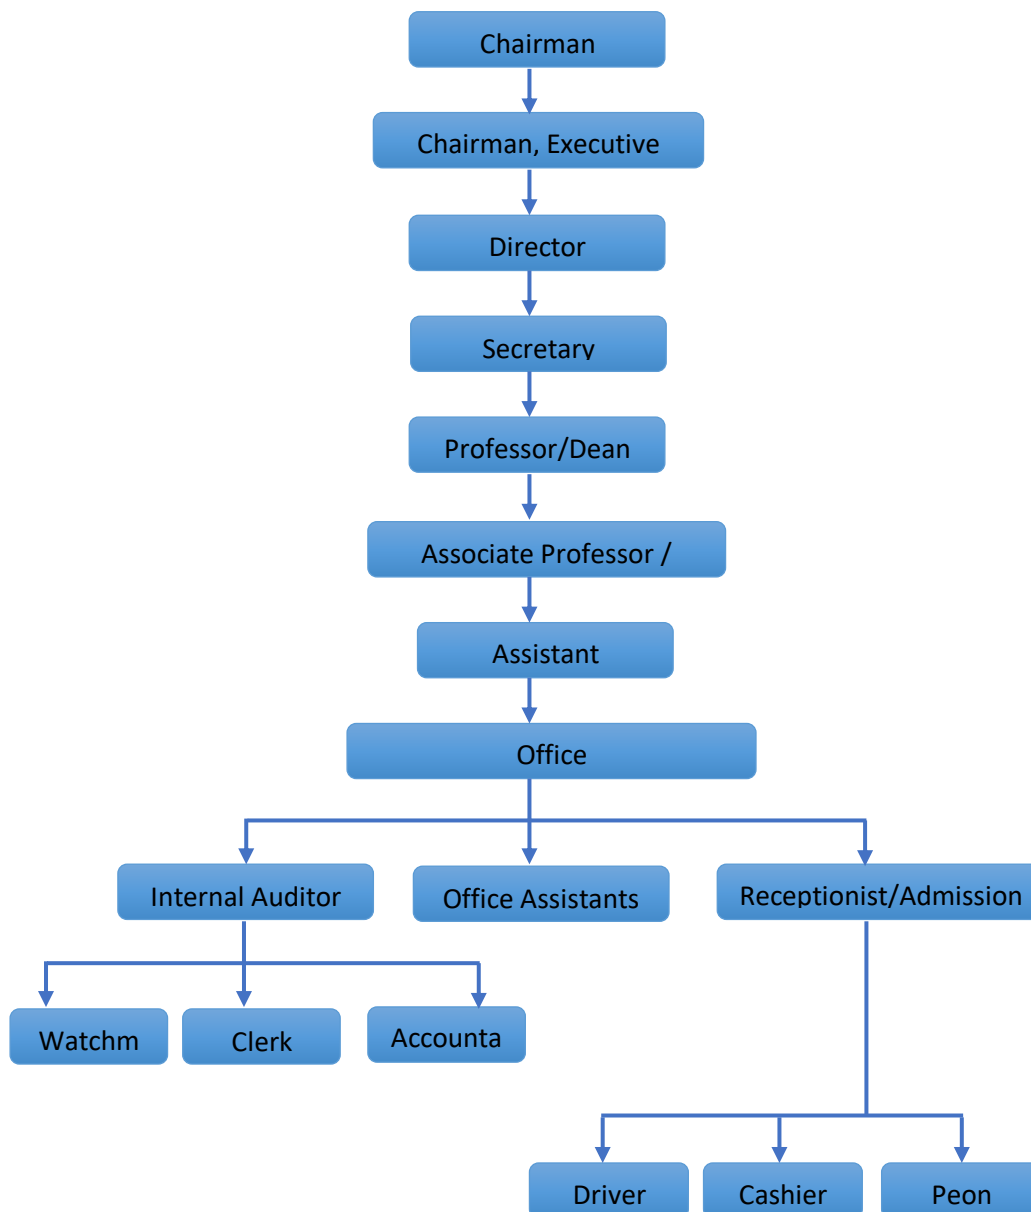 Chairman
Chairman, Executive
Director
Secretary
Professor/Dean
Associate Professor /
Assistant
Office
Internal Auditor
Office Assistants
Receptionist/Admission
Watchm
Clerk
Accounta
Driver
Cashier
Peon